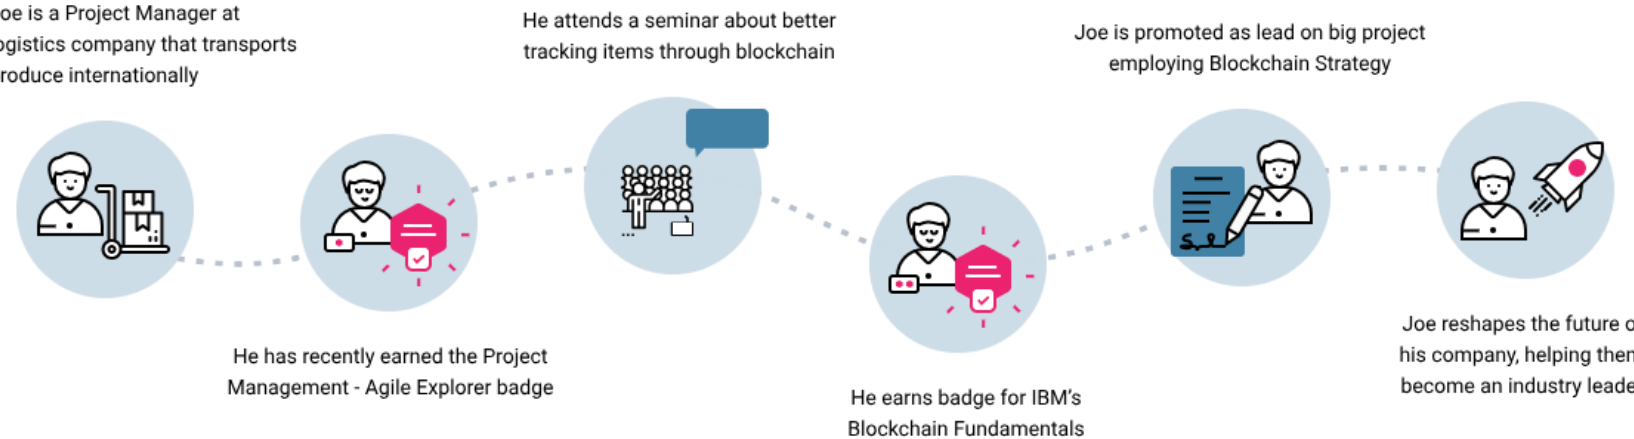 oe is a Project Manager at
ogistics company that transports
roduce internationally
He has recently earned the Project
Management - Agile Explorer badge
He attends a seminar about better
tracking items through blockchain
He earns badge for IBM's
Blockchain Fundamentals
Joe is promoted as lead on big project
employing Blockchain Strategy
Joe reshapes the future o
his company, helping then
become an industry leade